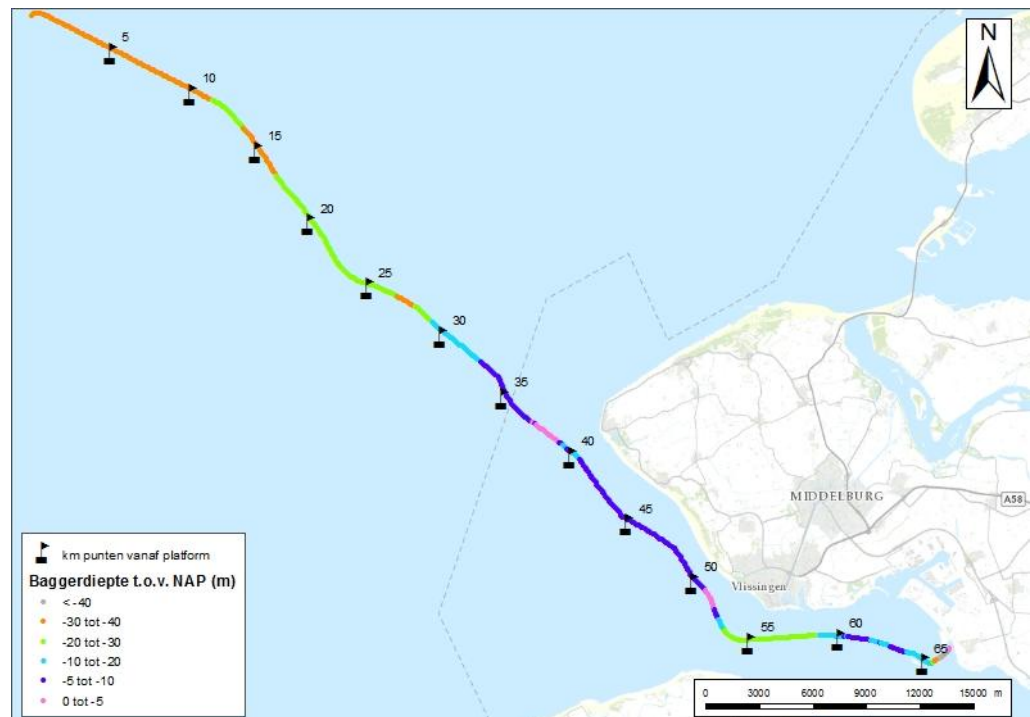 N
5
10
15
20
25
30
35
40
45
50
55
60
65
MIDDELBURG
A58
Vlissingen
km punten vanaf platform
Baggerdiepte t.o.v. NAP (m)
< -40
-30 tot -40
-20 tot -30
-10 tot -20
-5 tot -10
0 tot -5
0 3000 6000 9000 12000 15000 m